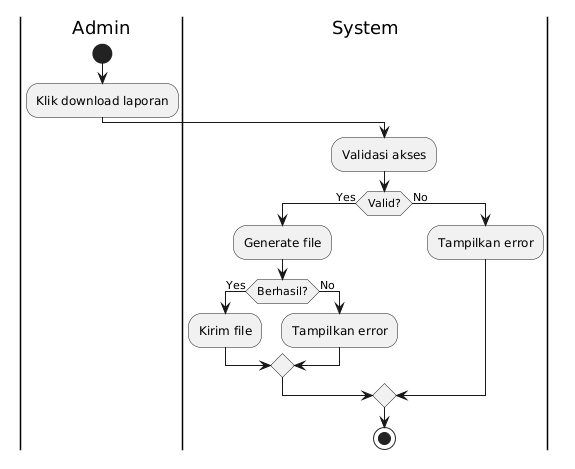 Admin
System
Klik download laporan
Validasi akses
Yes
Valid?
No
Generate file
Tampilkan error
Yes
Berhasil?
No
Kirim file
Tampilkan error